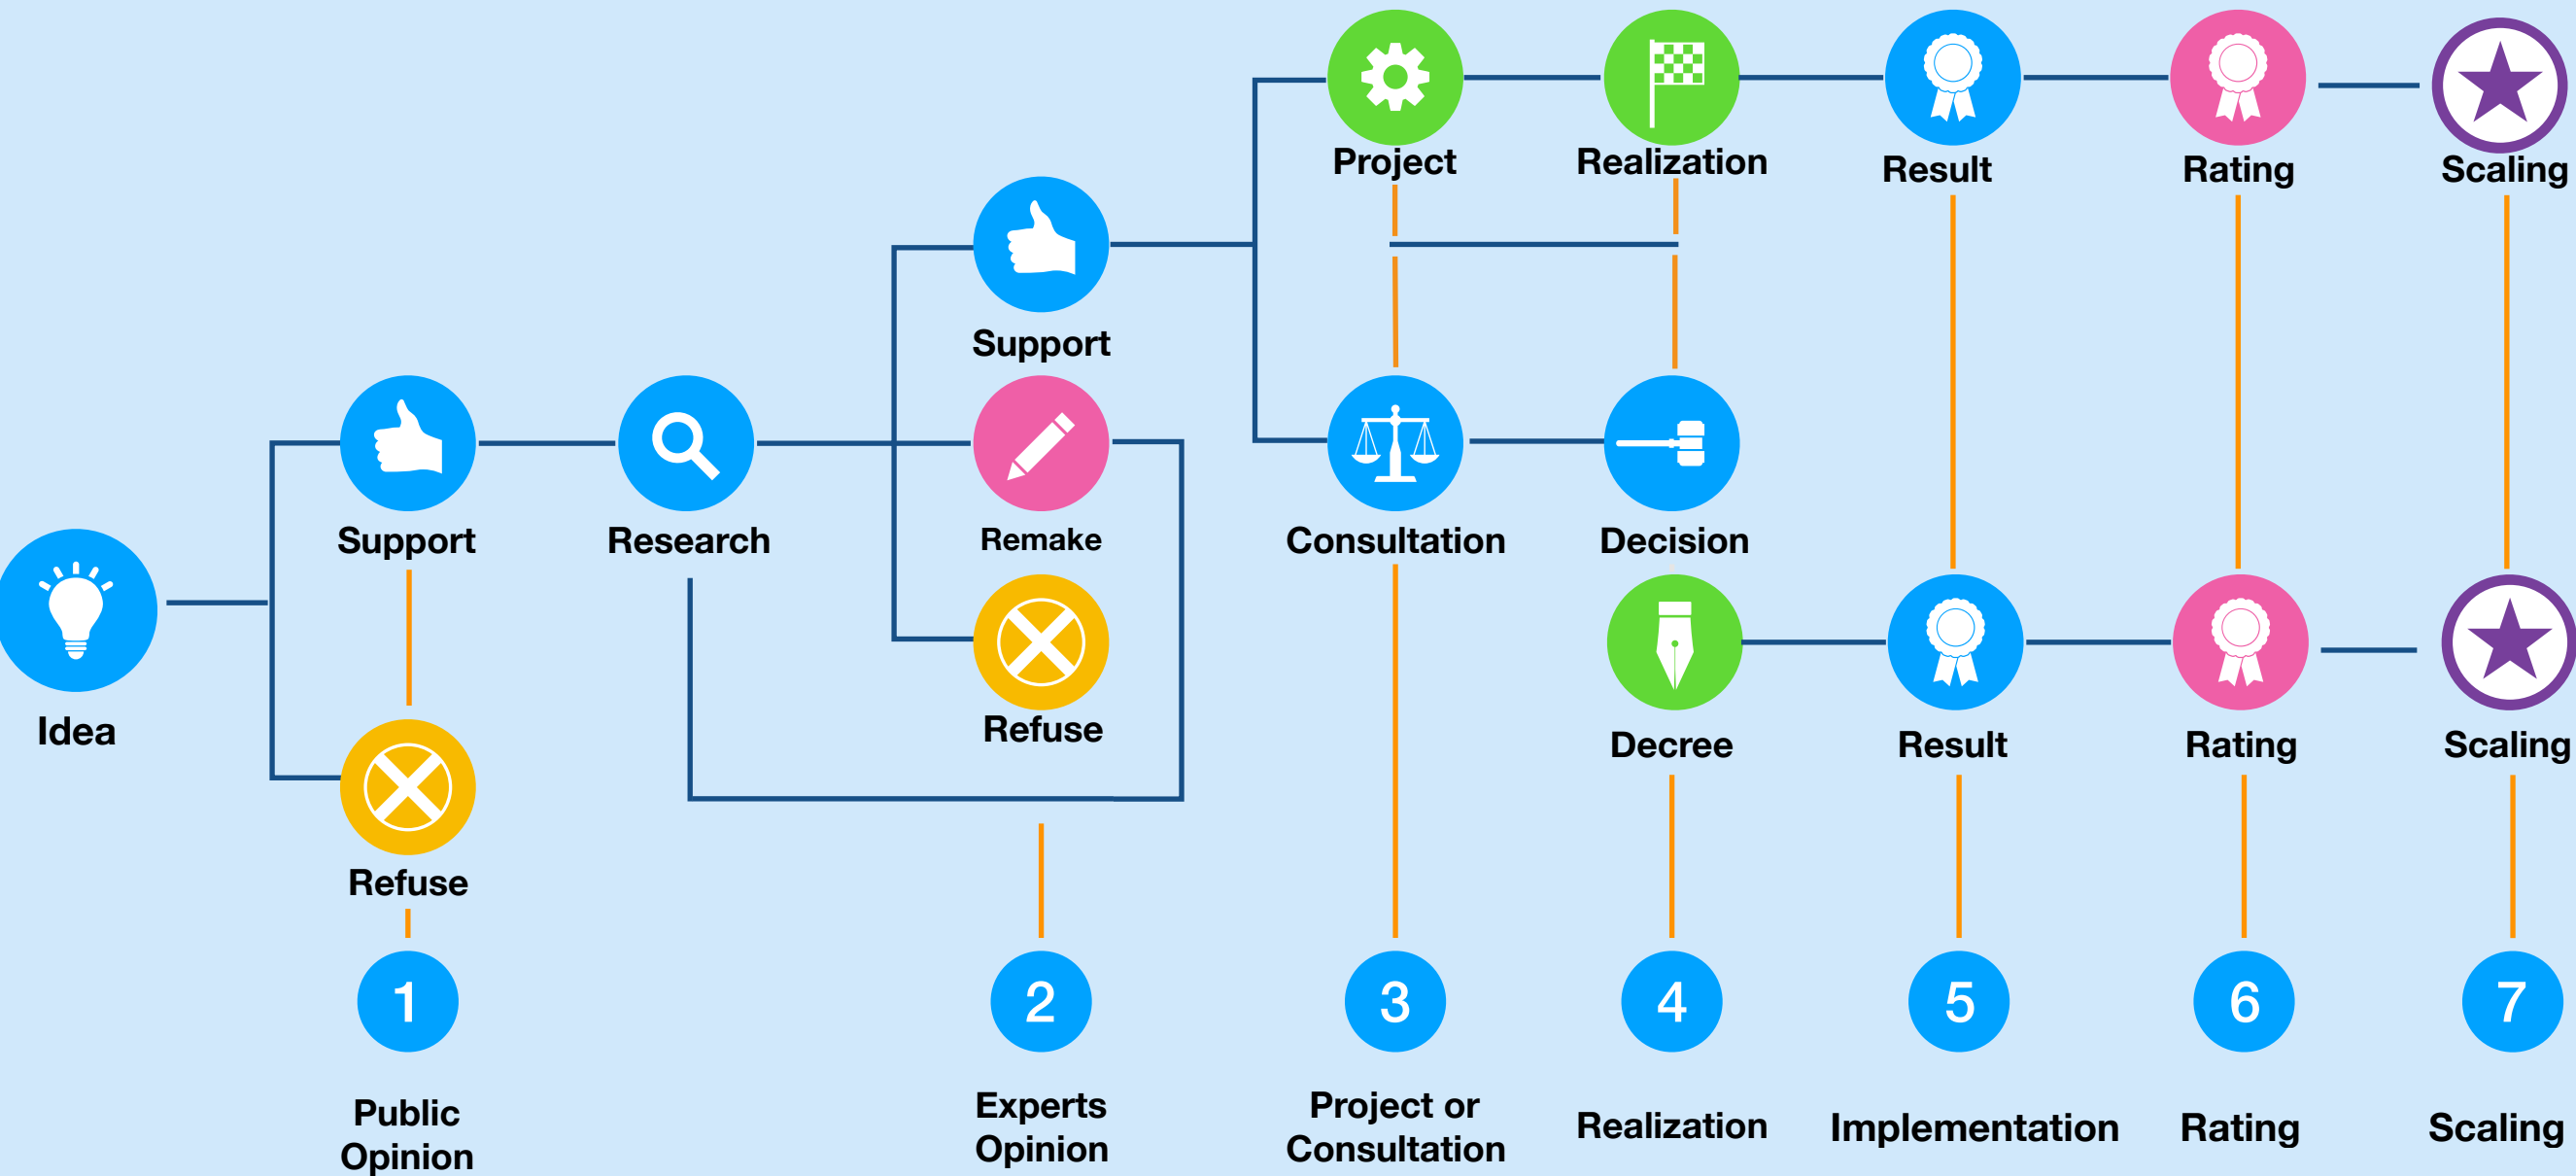 Project
Realization
Result
Rating
Scaling
Support
Support
Research
Remake
Consultation
Decision
Idea
Refuse
Refuse
Decree
Result
Rating
Scaling
1
2
3
4
5
6
7
Public
Opinion
Experts
Opinion
Project or
Consultation
Realization
Implementation
Rating
Scaling